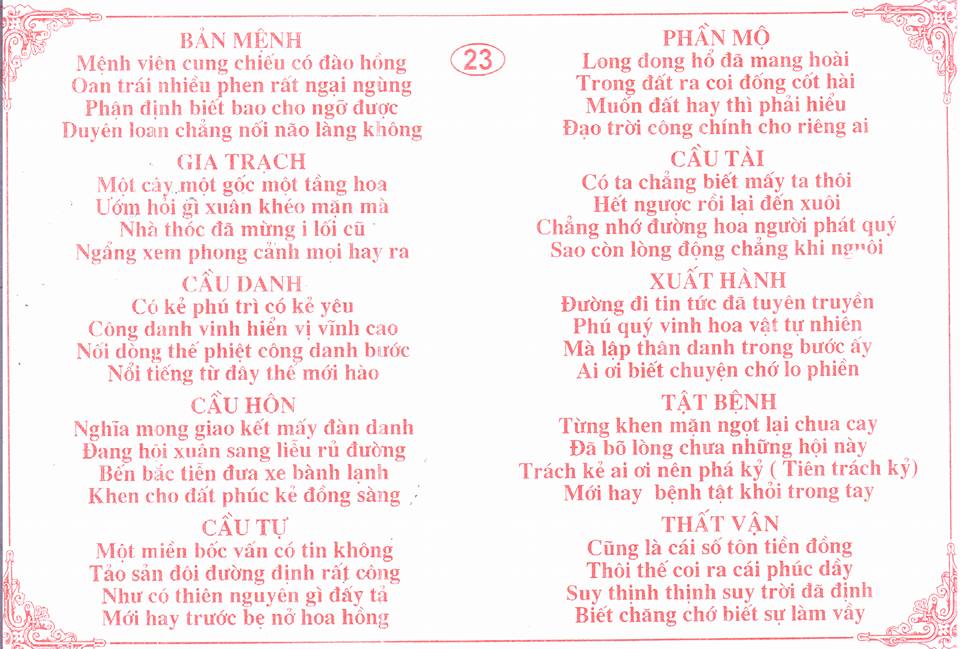 BẢN MỆNH
Mệnh viên cung chiếu có đào hồng
Oan trái nhiều phen rất ngại ngùng
Phận định biết bao cho ngỡ được
Duyên loan chẳng nối não làng không
GIA TRẠCH
Một cây một gốc một tầng hoa
Ướm hỏi gì xuân khéo mặn mà
Nhà thóc đã mừng i lối cũ
Ngảng xem phong cảnh mọi hay ra
CẦU DANH
Có kẻ phú trì có kẻ yêu
Công danh vinh hiển vị vĩnh cao
Nối dòng thế phiệt công danh bước
Nổi tiếng từ đây thế mới hào
CẦU HÔN
Nghĩa mong giao kết mấy đàn danh
Đang hỏi xuân sang liễu rủ đường
Bến bắc tiễn đưa xe bành lạnh
Khen cho đất phúc kẻ đồng sàng
CẦU TỰ
Một miền bốc vấn có tin không
Tảo sản đôi đường định rất công
Như có thiên nguyên gì đấy tá
Mới hay trước bẹ nở hoa hồng
23
PHẦN MỘ
Long đong hổ đã mang hoài
Trong đất ra coi đống cốt hài
Muốn đất hay thì phải hiểu
Đạo trời công chính cho riêng ai
CẦU TÀI
Có ta chẳng biết mấy ta thôi
Hết ngược rồi lại đến xuôi
Chẳng nhớ đường hoa người phát quý
Sao còn lòng động chẳng khi nguôi
XUẤT HÀNH
Đường đi tin tức đã tuyên truyền
Phú quý vinh hoa vật tự nhiên
Mà lập thân danh trong bước ấy
Ai ơi biết chuyện chớ lo phiền
TẬT BỆNH
Từng khen mặn ngọt lại chua cay
Đã bõ lòng chưa những hội này
Trách kẻ ai ơi nên phá kỷ ( Tiên trách kỷ)
Mới hay bệnh tật khỏi trong tay
THẤT VẬN
Cũng là cái số tôn tiền đồng
Thôi thế coi ra cái phúc dầy
Suy thịnh thịnh suy trời đã định
Biết chăng chớ biết sự làm vầy